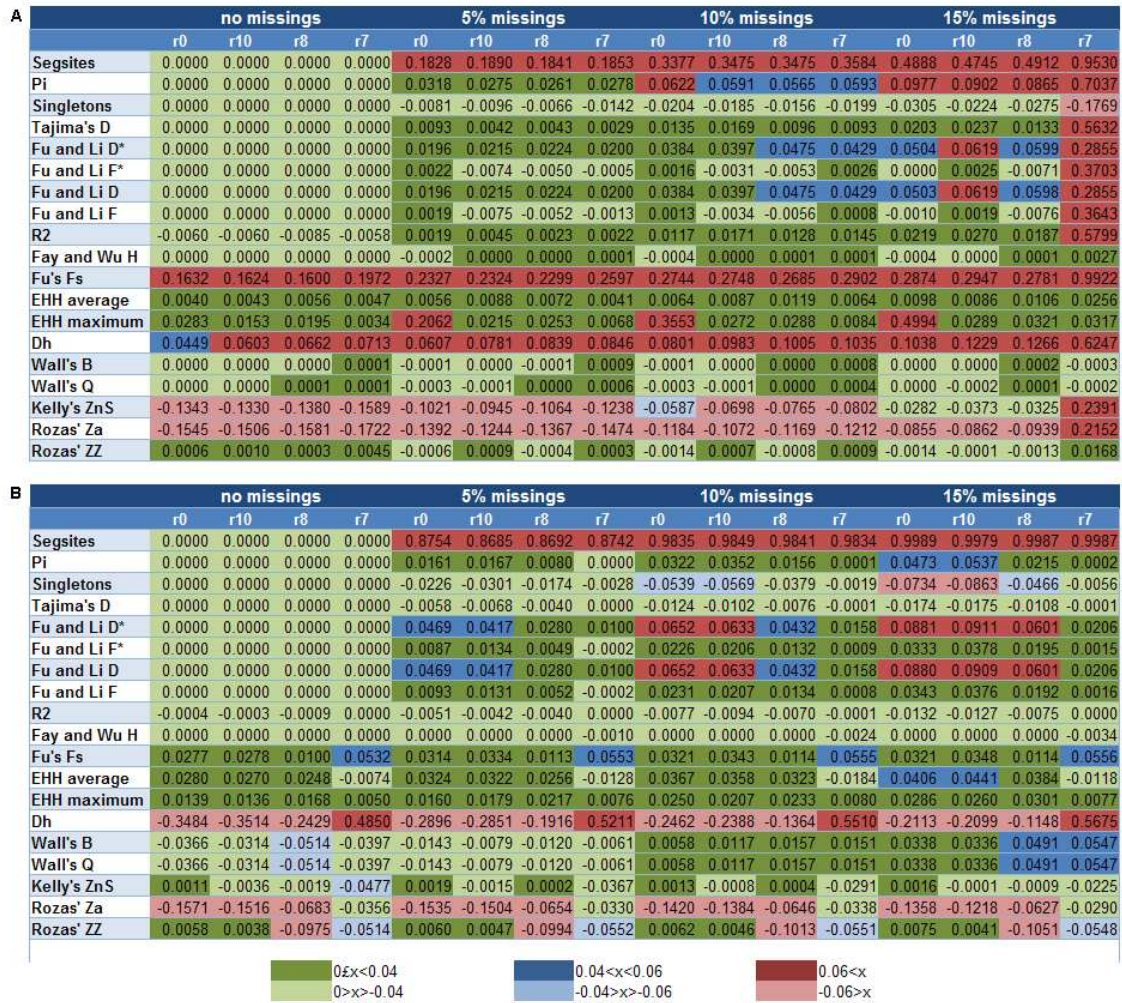 A no missings 5% missings 10% missings 15% missings
r0 r10 r8 r7 r0 r10 r8 r7 r0 r10 r8 r7 r0 r10 r8 r7
Segsites 0.0000 0.0000 0.0000 0.0000 0.1828 0.1890 0.1841 0.1853 0.3377 0.3475 0.3475 0.3584 0.4888 0.4745 0.4912 0.9530
Pi 0.0000 0.0000 0.0000 0.0000 0.0318 0.0275 0.0261 0.0278 0.0622 0.0591 0.0565 0.0593 0.0977 0.0902 0.0865 0.7037
Singletons 0.0000 0.0000 0.0000 0.0000 -0.0081 -0.0096 -0.0066 -0.0142 -0.0204 -0.0185 -0.0156 -0.0199 -0.0305 -0.0224 -0.0275 -0.1769
Tajima's D 0.0000 0.0000 0.0000 0.0000 0.0093 0.0042 0.0043 0.0029 0.0135 0.0169 0.0096 0.0093 0.0203 0.0237 0.0133 0.5632
Fu and Li D* 0.0000 0.0000 0.0000 0.0000 0.0196 0.0215 0.0224 0.0200 0.0384 0.0397 0.0475 0.0429 0.0504 0.0619 0.0599 0.2855
Fu and Li F* 0.0000 0.0000 0.0000 0.0000 0.0022 -0.0074 -0.0050 -0.0005 0.0016 -0.0031 -0.0053 0.0026 0.0000 0.0025 -0.0071 0.3703
Fu and Li D 0.0000 0.0000 0.0000 0.0000 0.0196 0.0215 0.0224 0.0200 0.0384 0.0397 0.0475 0.0429 0.0503 0.0619 0.0598 0.2855
Fu and Li F 0.0000 0.0000 0.0000 0.0000 0.0019 -0.0075 -0.0052 -0.0013 0.0013 -0.0034 -0.0056 0.0008 -0.0010 0.0019 -0.0076 0.3643
R2 -0.0060 -0.0060 -0.0085 -0.0058 0.0019 0.0045 0.0023 0.0022 0.0117 0.0171 0.0128 0.0145 0.0219 0.0270 0.0187 0.5799
Fay and Wu H 0.0000 0.0000 0.0000 0.0000 -0.0002 0.0000 0.0000 0.0001 -0.0004 0.0000 0.0001 0.0001 -0.0004 0.0000 0.0001 0.0027
Fu's Fs 0.1632 0.1624 0.1600 0.1972 0.2327 0.2324 0.2299 0.2597 0.2744 0.2748 0.2685 0.2902 0.2874 0.2947 0.2781 0.9922
EHH average 0.0040 0.0043 0.0056 0.0047 0.0056 0.0088 0.0072 0.0041 0.0064 0.0087 0.0119 0.0064 0.0098 0.0086 0.0106 0.0256
EHH maximum 0.0283 0.0153 0.0195 0.0034 0.2062 0.0215 0.0253 0.0068 0.3553 0.0272 0.0288 0.0084 0.4994 0.0289 0.0321 0.0317
Dh 0.0449 0.0603 0.0662 0.0713 0.0607 0.0781 0.0839 0.0846 0.0801 0.0983 0.1005 0.1035 0.1038 0.1229 0.1266 0.6247
Wall's B 0.0000 0.0000 0.0000 0.0001 -0.0001 0.0000 -0.0001 0.0009 -0.0001 0.0000 0.0000 0.0008 0.0000 0.0000 0.0002 -0.0003
Wall's Q 0.0000 0.0000 0.0001 0.0001 -0.0003 -0.0001 0.0000 0.0006 -0.0003 -0.0001 0.0000 0.0004 0.0000 -0.0002 0.0001 -0.0002
Kelly's ZnS -0.1343 -0.1330 -0.1380 -0.1589 -0.1021 -0.0945 -0.1064 -0.1238 -0.0587 -0.0698 -0.0765 -0.0802 -0.0282 -0.0373 -0.0325 0.2391
Rozas' Za -0.1545 -0.1506 -0.1581 -0.1722 -0.1392 -0.1244 -0.1367 -0.1474 -0.1184 -0.1072 -0.1169 -0.1212 -0.0855 -0.0862 -0.0939 0.2152
Rozas' ZZ 0.0006 0.0010 0.0003 0.0045 -0.0006 0.0009 -0.0004 0.0003 -0.0014 0.0007 -0.0008 0.0009 -0.0014 -0.0001 -0.0013 0.0168
B no missings 5% missings 10% missings 15% missings
r0 r10 r8 r7 r0 r10 r8 r7 r0 r10 r8 r7 r0 r10 r8 r7
Segsites 0.0000 0.0000 0.0000 0.0000 0.8754 0.8685 0.8692 0.8742 0.9835 0.9849 0.9841 0.9834 0.9989 0.9979 0.9987 0.9987
Pi 0.0000 0.0000 0.0000 0.0000 0.0161 0.0167 0.0080 0.0000 0.0322 0.0352 0.0156 0.0001 0.0473 0.0537 0.0215 0.0002
Singletons 0.0000 0.0000 0.0000 0.0000 -0.0226 -0.0301 -0.0174 -0.0028 -0.0539 -0.0569 -0.0379 -0.0019 -0.0734 -0.0863 -0.0466 -0.0056
Tajima's D 0.0000 0.0000 0.0000 0.0000 -0.0058 -0.0068 -0.0040 0.0000 -0.0124 -0.0102 -0.0076 -0.0001 -0.0174 -0.0175 -0.0108 -0.0001
Fu and Li D* 0.0000 0.0000 0.0000 0.0000 0.0469 0.0417 0.0280 0.0100 0.0652 0.0633 0.0432 0.0158 0.0881 0.0911 0.0601 0.0206
Fu and Li F* 0.0000 0.0000 0.0000 0.0000 0.0087 0.0134 0.0049 -0.0002 0.0226 0.0206 0.0132 0.0009 0.0333 0.0378 0.0195 0.0015
Fu and Li D 0.0000 0.0000 0.0000 0.0000 0.0469 0.0417 0.0280 0.0100 0.0652 0.0633 0.0432 0.0158 0.0880 0.0909 0.0601 0.0206
Fu and Li F 0.0000 0.0000 0.0000 0.0000 0.0093 0.0131 0.0052 -0.0002 0.0231 0.0207 0.0134 0.0008 0.0343 0.0376 0.0192 0.0016
R2 -0.0004 -0.0003 -0.0009 0.0000 -0.0051 -0.0042 -0.0040 0.0000 -0.0077 -0.0094 -0.0070 -0.0001 -0.0132 -0.0127 -0.0075 0.0000
Fay and Wu H 0.0000 0.0000 0.0000 0.0000 0.0000 0.0000 0.0000 -0.0010 0.0000 0.0000 0.0000 -0.0024 0.0000 0.0000 0.0000 -0.0034
Fu's Fs 0.0277 0.0278 0.0100 0.0532 0.0314 0.0334 0.0113 0.0553 0.0321 0.0343 0.0114 0.0555 0.0321 0.0348 0.0114 0.0556
EHH average 0.0280 0.0270 0.0248 -0.0074 0.0324 0.0322 0.0256 -0.0128 0.0367 0.0358 0.0323 -0.0184 0.0406 0.0441 0.0384 -0.0118
EHH maximum 0.0139 0.0136 0.0168 0.0050 0.0160 0.0179 0.0217 0.0076 0.0250 0.0207 0.0233 0.0080 0.0286 0.0260 0.0301 0.0077
Dh -0.3484 -0.3514 -0.2429 0.4850 -0.2896 -0.2851 -0.1916 0.5211 -0.2462 -0.2388 -0.1364 0.5510 -0.2113 -0.2099 -0.1148 0.5675
Wall's B -0.0366 -0.0314 -0.0514 -0.0397 -0.0143 -0.0079 -0.0120 -0.0061 0.0058 0.0117 0.0157 0.0151 0.0338 0.0336 0.0491 0.0547
Wall's Q -0.0366 -0.0314 -0.0514 -0.0397 -0.0143 -0.0079 -0.0120 -0.0061 0.0058 0.0117 0.0157 0.0151 0.0338 0.0336 0.0491 0.0547
Kelly's ZnS 0.0011 -0.0036 -0.0019 -0.0477 0.0019 -0.0015 0.0002 -0.0367 0.0013 -0.0008 0.0004 -0.0291 0.0016 -0.0001 -0.0009 -0.0225
Rozas' Za -0.1571 -0.1516 -0.0683 -0.0356 -0.1535 -0.1504 -0.0654 -0.0330 -0.1420 -0.1384 -0.0646 -0.0338 -0.1358 -0.1218 -0.0627 -0.0290
Rozas' ZZ 0.0058 0.0038 -0.0975 -0.0514 0.0060 0.0047 -0.0994 -0.0552 0.0062 0.0046 -0.1013 -0.0551 0.0075 0.0041 -0.1051 -0.0548
0£x<0.04 0.04<x<0.06 0.06<x
0>x>-0.04 -0.04>x>-0.06 -0.06>x